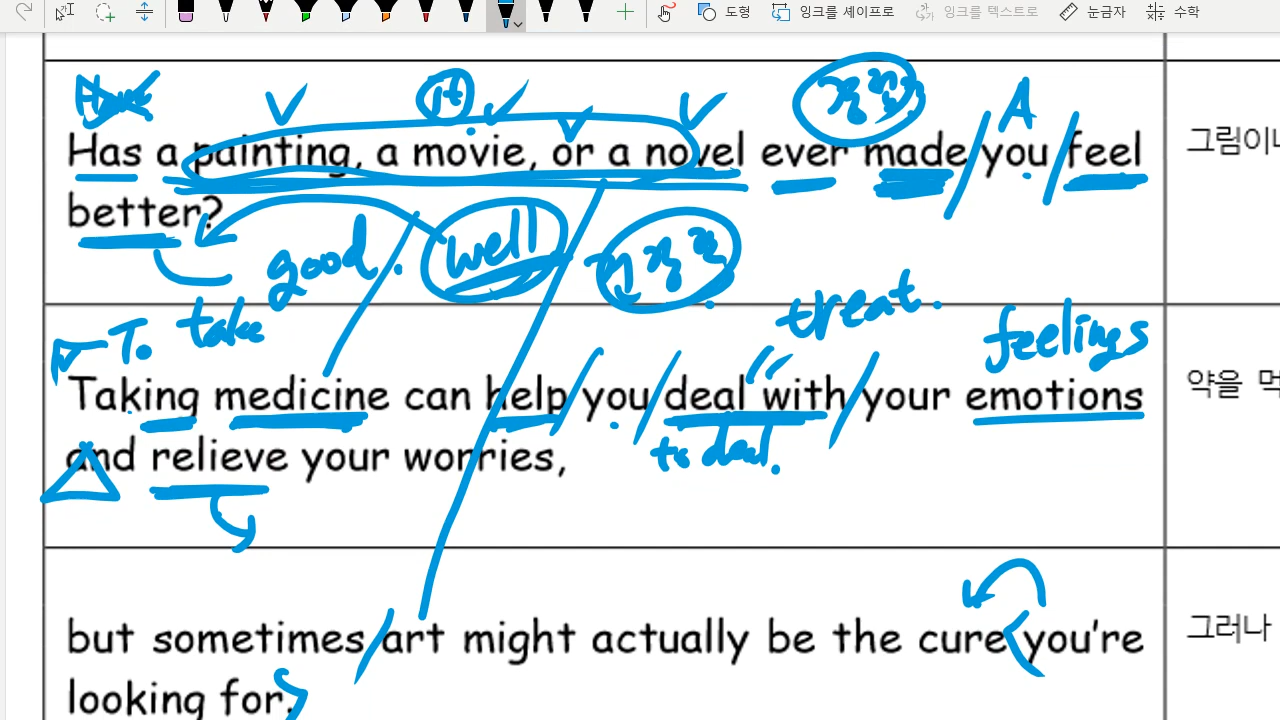 도형 잉크를 셰이프로 잉크를 텍스트로 눈금자 수학
it A
Has a painting, a movie, or a novel ever made you feel
better?
good. well
To take treat. feelings
Taking medicine can help you deal with your emotions
and relieve your worries,
to deal.
but sometimes art might actually be the cure you're
looking for.
그림이
약을 먹
그러나